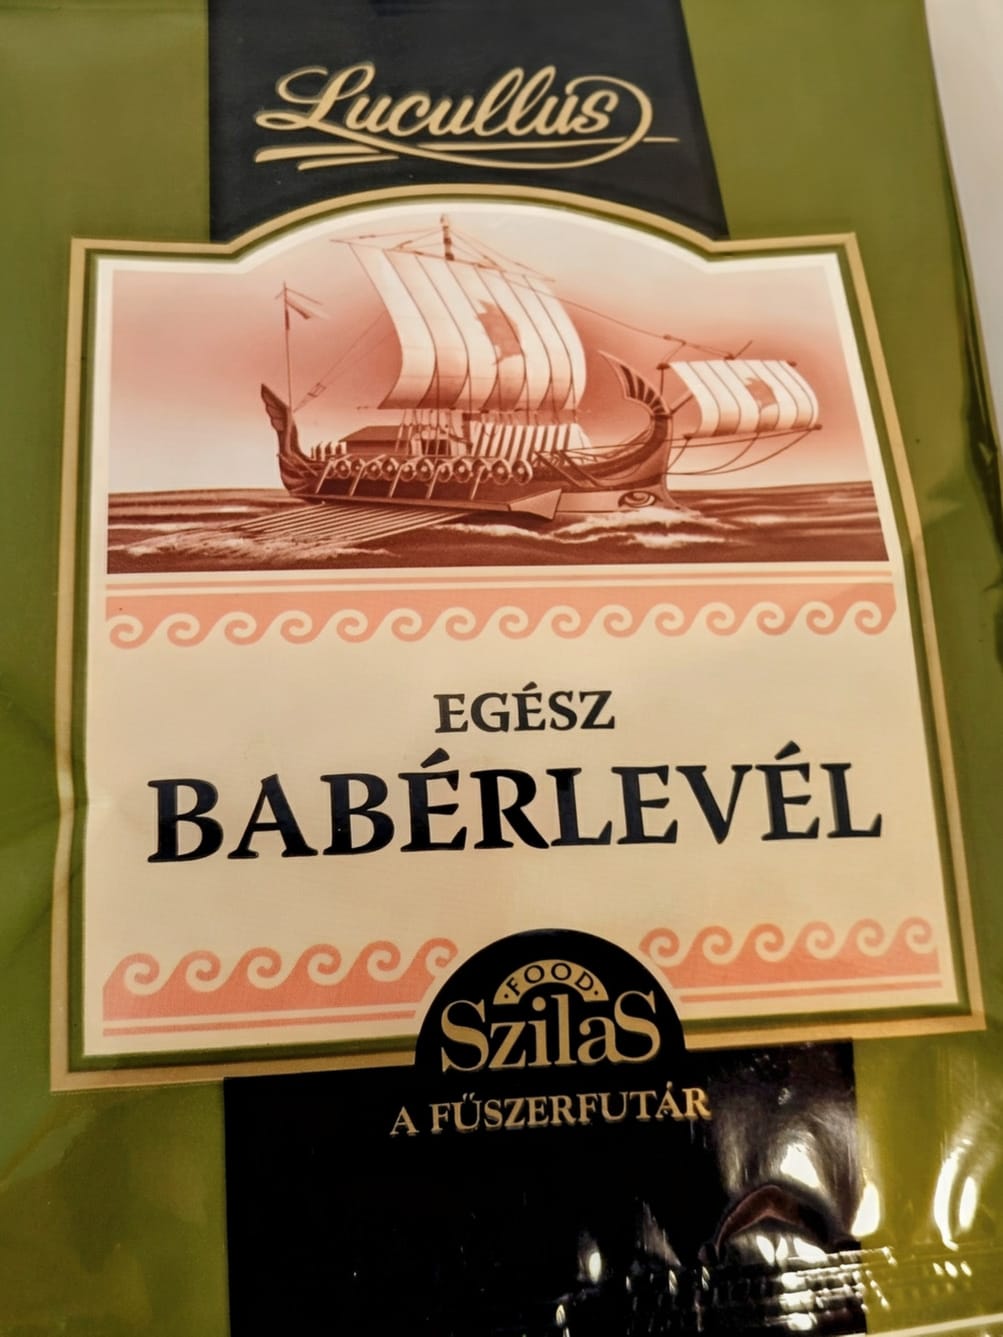 Lucullus
EGÉSZ
BABÉRLEVÉL
·FOOD·
SzilaS
A FŰSZERFUTÁR